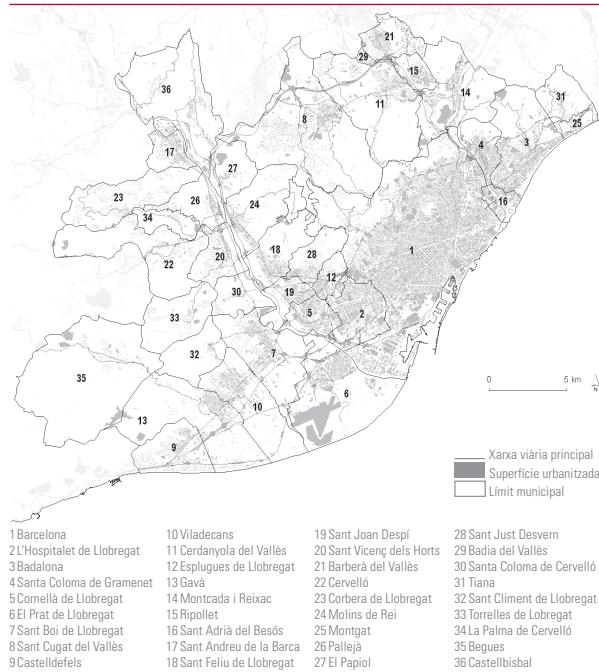 21
29
15
36
14
31
11
8
25
4
3
17
27
23
26
16
24
34
18
28
1
22
20
12
30
19
33
5
2
32
7
35
6
10
13
9
0 5 km
N
Xarxa viària principal
Superfície urbanitzada
Límit municipal
1 Barcelona
2 L'Hospitalet de Llobregat
3 Badalona
4 Santa Coloma de Gramenet
5 Cornellà de Llobregat
6 El Prat de Llobregat
7 Sant Boi de Llobregat
8 Sant Cugat del Vallès
9 Castelldefels
10 Viladecans
11 Cerdanyola del Vallès
12 Esplugues de Llobregat
13 Gavà
14 Montcada i Reixac
15 Ripollet
16 Sant Adrià del Besós
17 Sant Andreu de la Barca
18 Sant Feliu de Llobregat
19 Sant Joan Despí
20 Sant Vicenç dels Horts
21 Barberà del Vallès
22 Cervelló
23 Corbera de Llobregat
24 Molins de Rei
25 Montgat
26 Pallejà
27 El Papiol
28 Sant Just Desvern
29 Badia del Vallès
30 Santa Coloma de Cervelló
31 Tiana
32 Sant Climent de Llobregat
33 Torrelles de Lobregat
34 La Palma de Cervelló
35 Begues
36 Castellbisbal